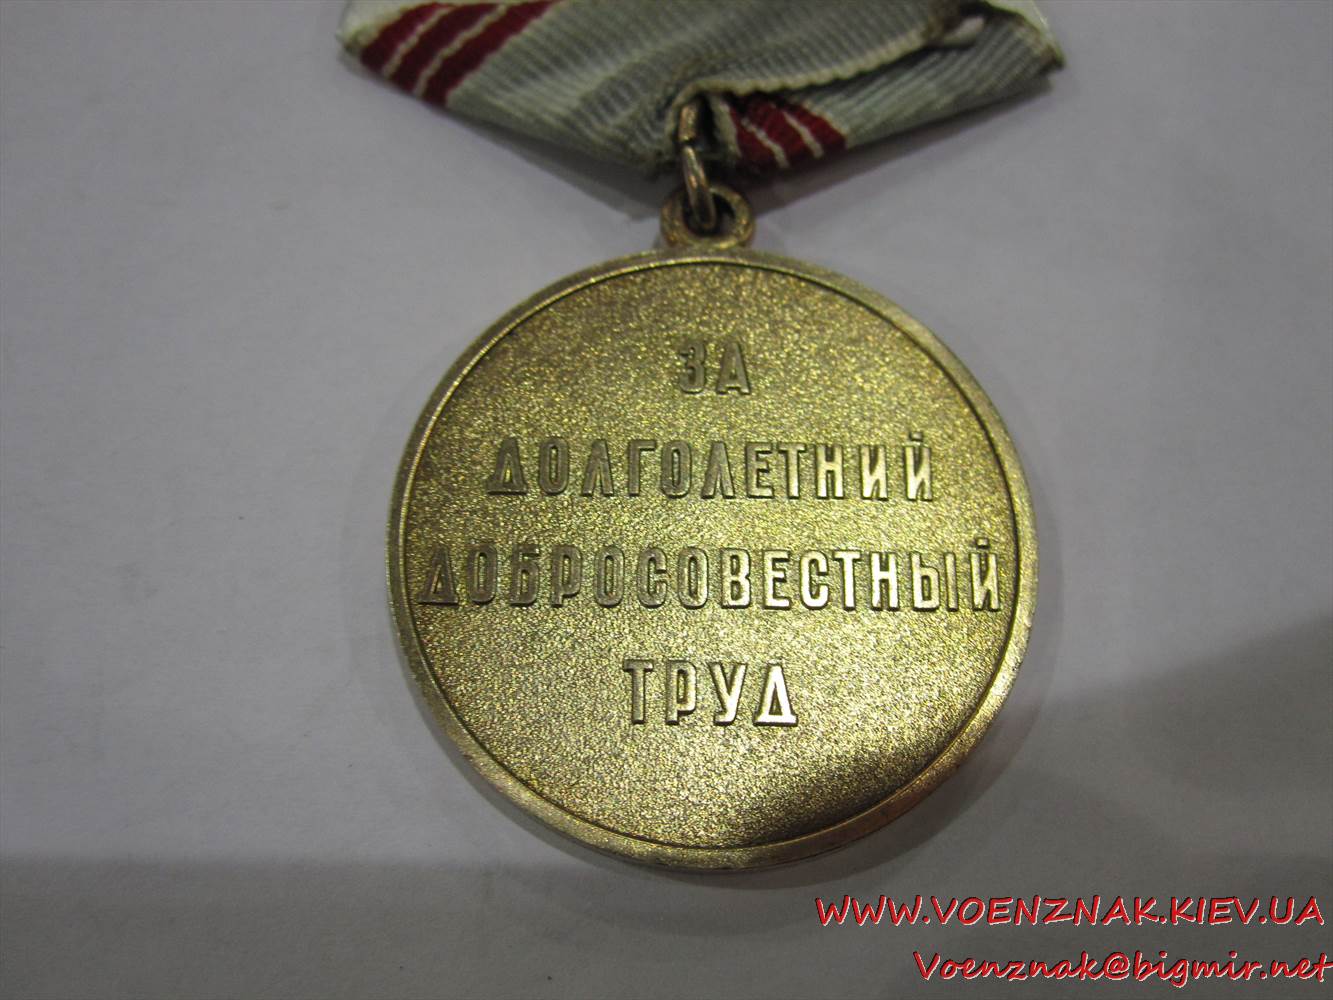 ЗА
ДОЛГОЛЕТНИЙ
ДОБРОСОВЕСТНЫЙ
ТРУД
WWW.VOENZNAK.KIEV.UA
Voenznak@bigmir.net